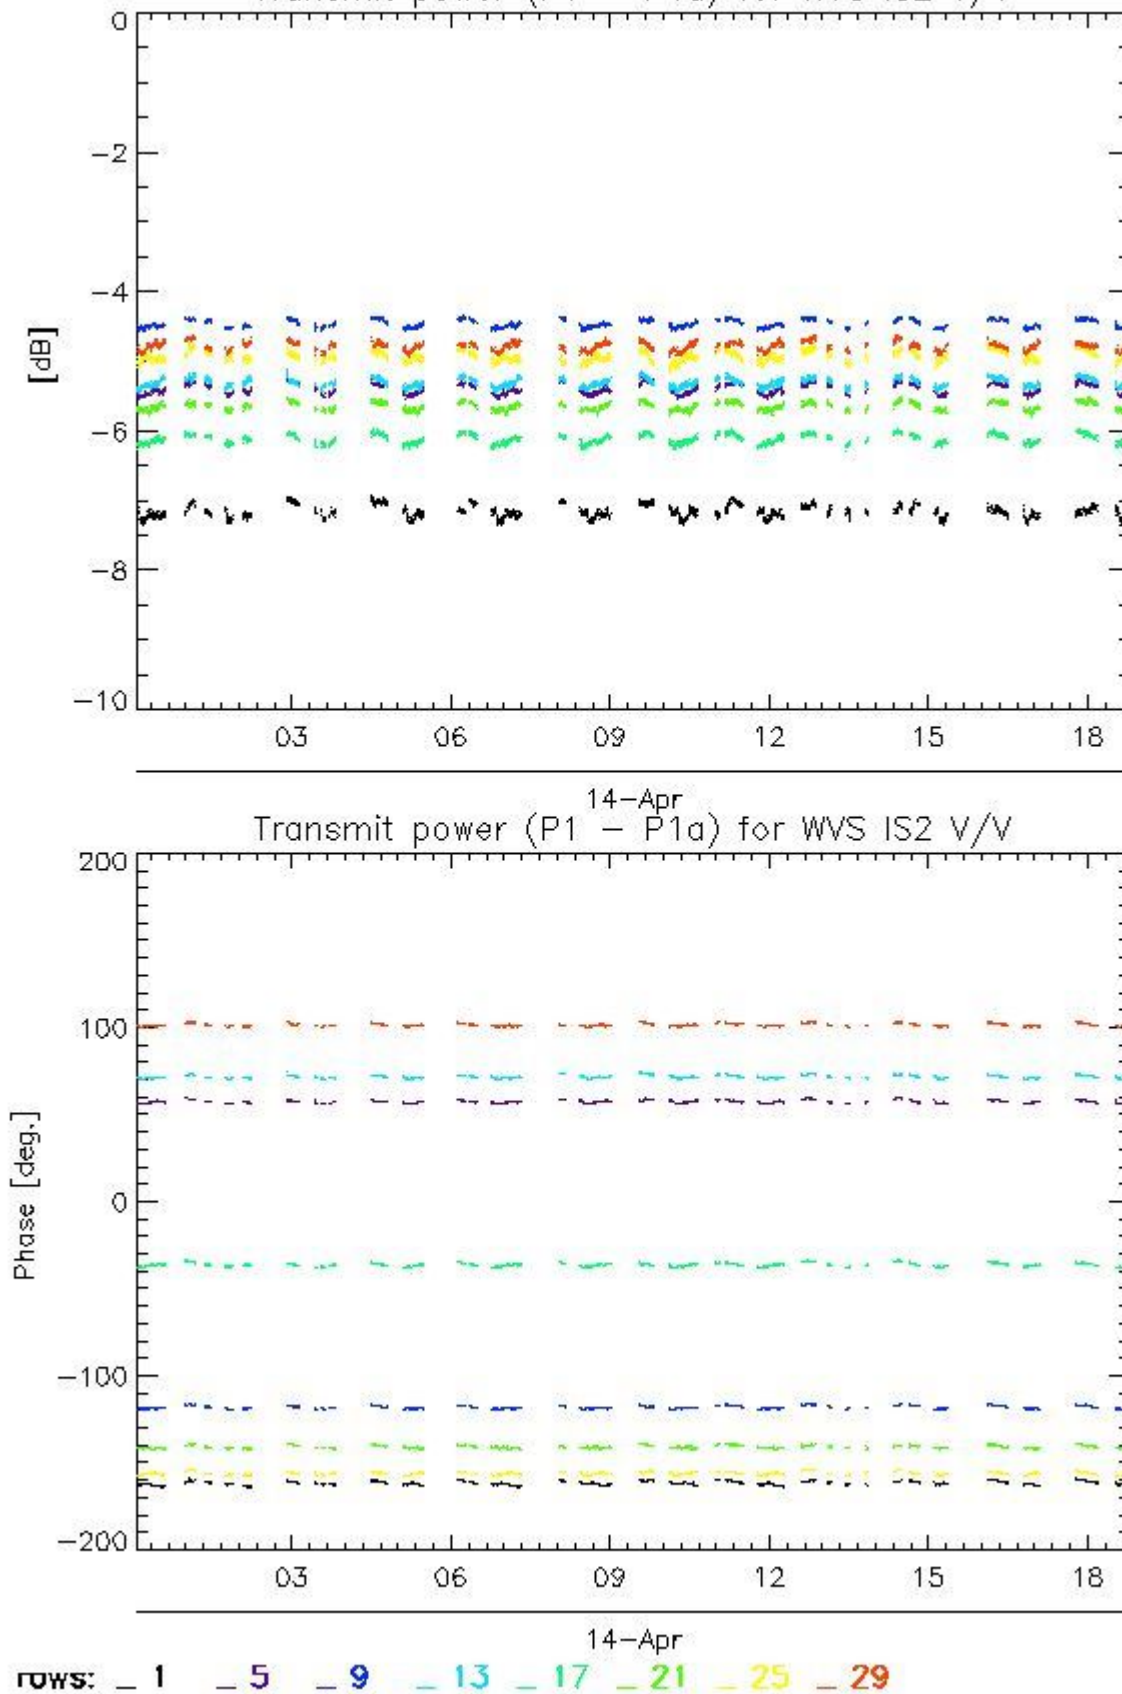 0
-2
-4
[dB]
-6
-8
-10
03 06 09 12 15 18
14-Apr
Transmit power (P1 - P1a) for WVS IS2 V/V
200
100
Phase [deg.]
0
-100
-200
03 06 09 12 15 18
14-Apr
rows: _ 1 _ 5 _ 9 _ 13 _ 17 _ 21 _ 25 _ 29